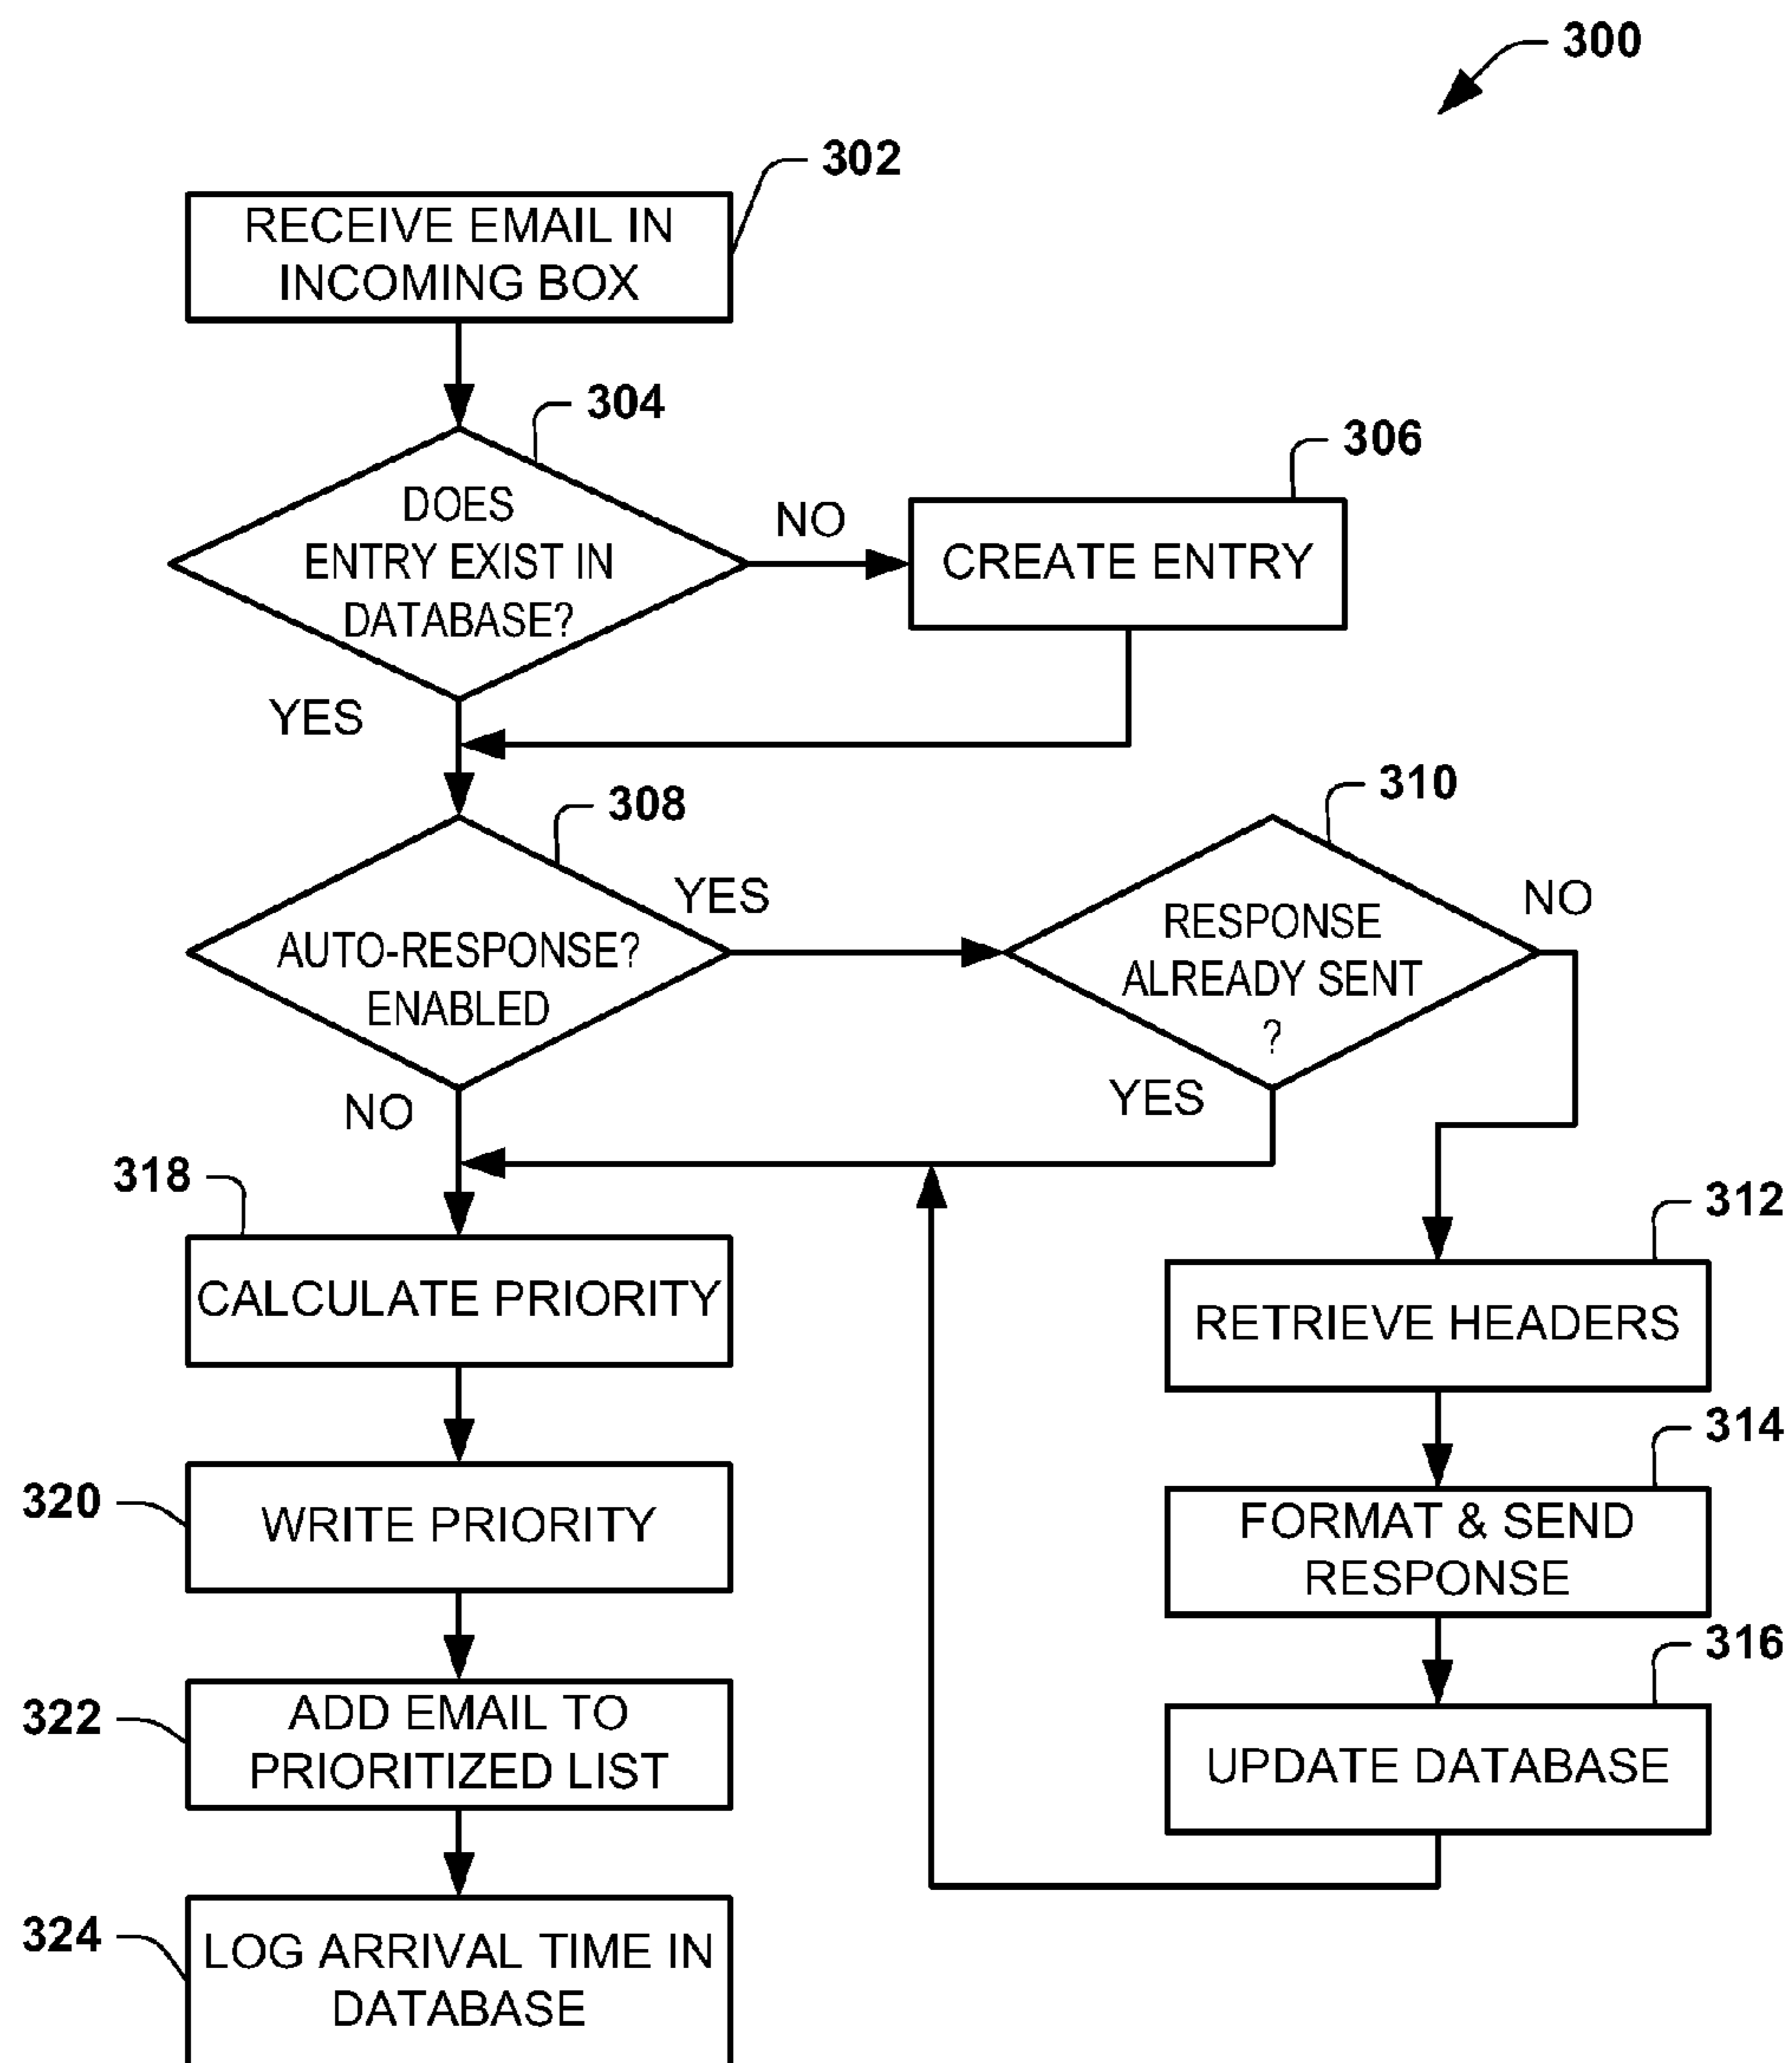 300
302
RECEIVE EMAIL IN
INCOMING BOX
304
DOES
ENTRY EXIST IN
DATABASE?
NO
306
CREATE ENTRY
YES
308
AUTO-RESPONSE?
ENABLED
YES
310
RESPONSE
ALREADY SENT
?
NO
YES
NO
318
CALCULATE PRIORITY
312
RETRIEVE HEADERS
320
WRITE PRIORITY
314
FORMAT & SEND
RESPONSE
322
ADD EMAIL TO
PRIORITIZED LIST
316
UPDATE DATABASE
324
LOG ARRIVAL TIME IN
DATABASE